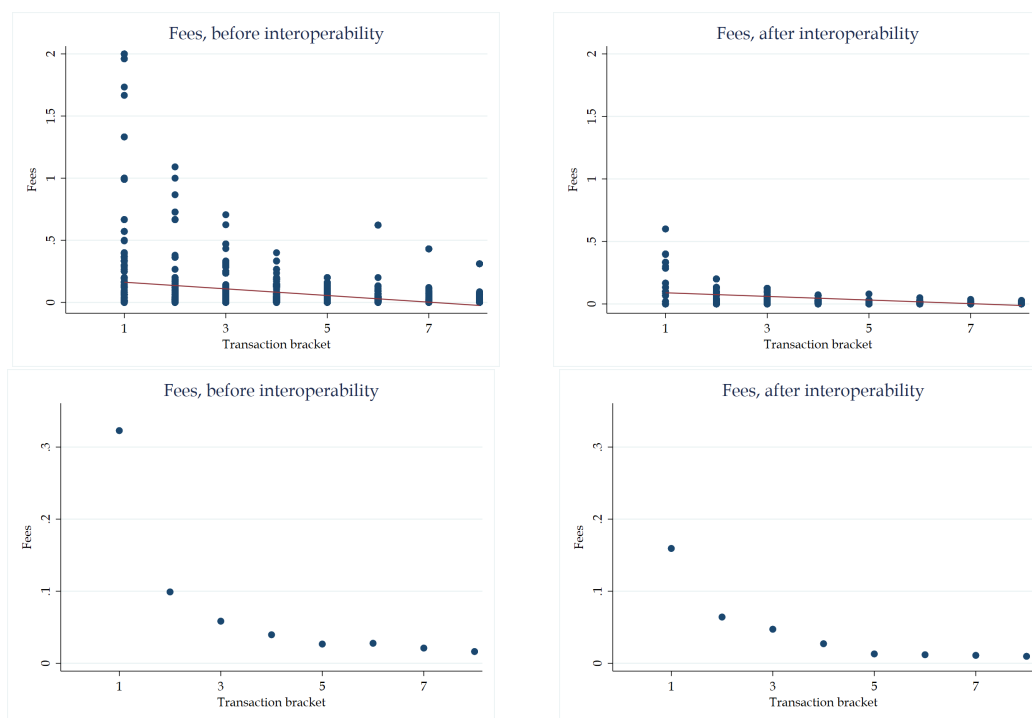 Fees, before interoperability
Fees
2
1.5
1
.5
0
1 3 5 7
Transaction bracket
Fees, after interoperability
Fees
2
1.5
1
.5
0
1 3 5 7
Transaction bracket
Fees, before interoperability
Fees
.3
.2
.1
0
1 3 5 7
Transaction bracket
Fees, after interoperability
Fees
.3
.2
.1
0
1 3 5 7
Transaction bracket